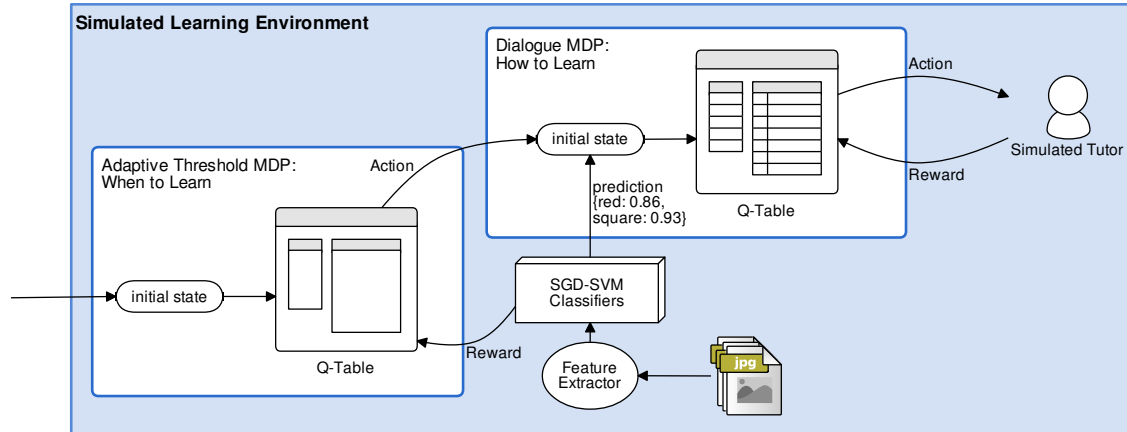 Simulated Learning Environment
Dialogue MDP:
How to Learn
initial state
Q-Table
Action
Reward
Simulated Tutor
Adaptive Threshold MDP:
When to Learn
Action
initial state
Q-Table
Reward
prediction
{red: 0.86,
square: 0.93}
SGD-SVM
Classifiers
Feature
Extractor
jpg